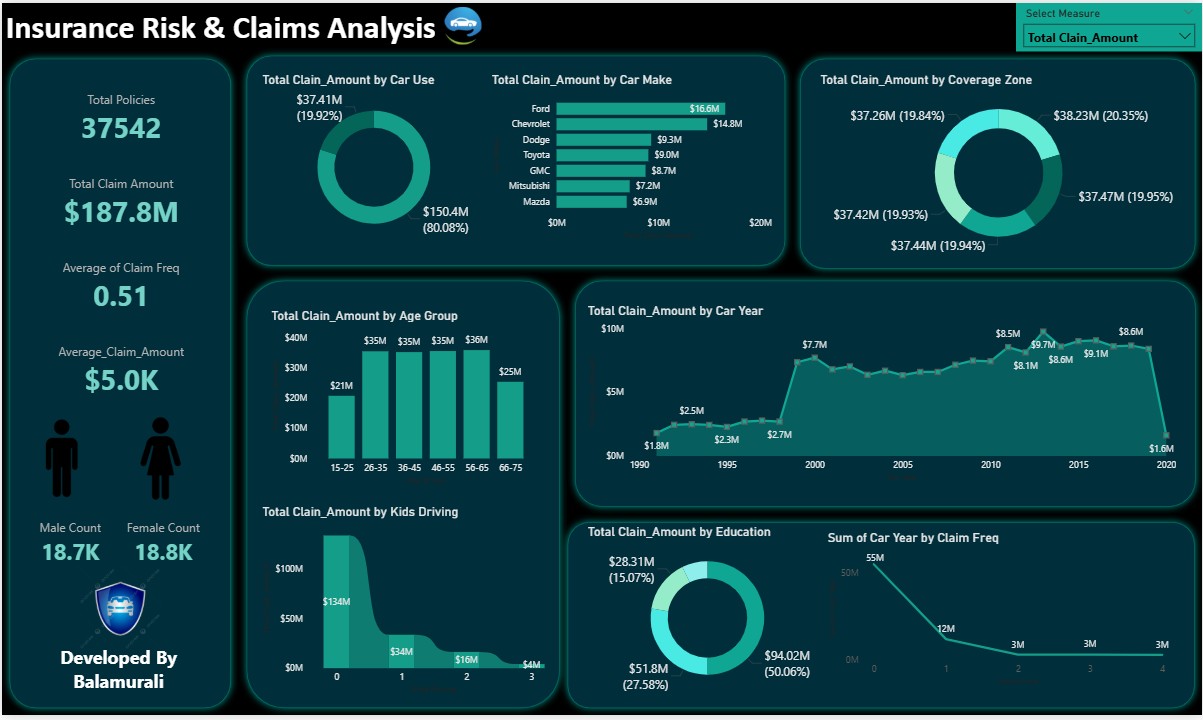 Insurance Risk & Claims Analysis
Select Measure
Total Clain_Amount
Total Policies
37542
Total Claim Amount
$187.8M
Average of Claim Freq
0.51
Average_Claim_Amount
$5.0K
Male Count
Female Count
18.7K
18.8K
Developed By
Balamurali
Total Clain_Amount by Car Use
$37.41M
(19.92%)
$150.4M
(80.08%)
Total Clain_Amount by Car Make
Ford
$16.6M
Chevrolet
$14.8M
Dodge
$9.3M
Toyota
$9.0M
GMC
$8.7M
Mitsubishi
$7.2M
Mazda
$6.9M
$0M
$10M
$20M
Total Clain_Amount by Coverage Zone
$37.26M (19.84%)
$38.23M (20.35%)
$37.47M (19.95%)
$37.42M (19.93%)
$37.44M (19.94%)
Total Clain_Amount by Age Group
$40M
$30M
$20M
$10M
$0M
$21M
$35M
$35M
$35M
$36M
$25M
15-25
26-35
36-45
46-55
56-65
66-75
Total Clain_Amount by Car Year
$10M
$5M
$0M
$1.8M
$2.5M
$2.3M
$2.7M
$7.7M
$8.5M
$8.1M
$9.7M
$8.6M
$9.1M
$8.6M
$1.6M
1990
1995
2000
2005
2010
2015
2020
Total Clain_Amount by Kids Driving
$100M
$50M
$0M
$134M
$34M
$16M
$4M
0
1
2
3
Total Clain_Amount by Education
$28.31M
(15.07%)
$51.8M
(27.58%)
$94.02M
(50.06%)
Sum of Car Year by Claim Freq
50M
0M
55M
12M
3M
3M
3M
0
1
2
3
4